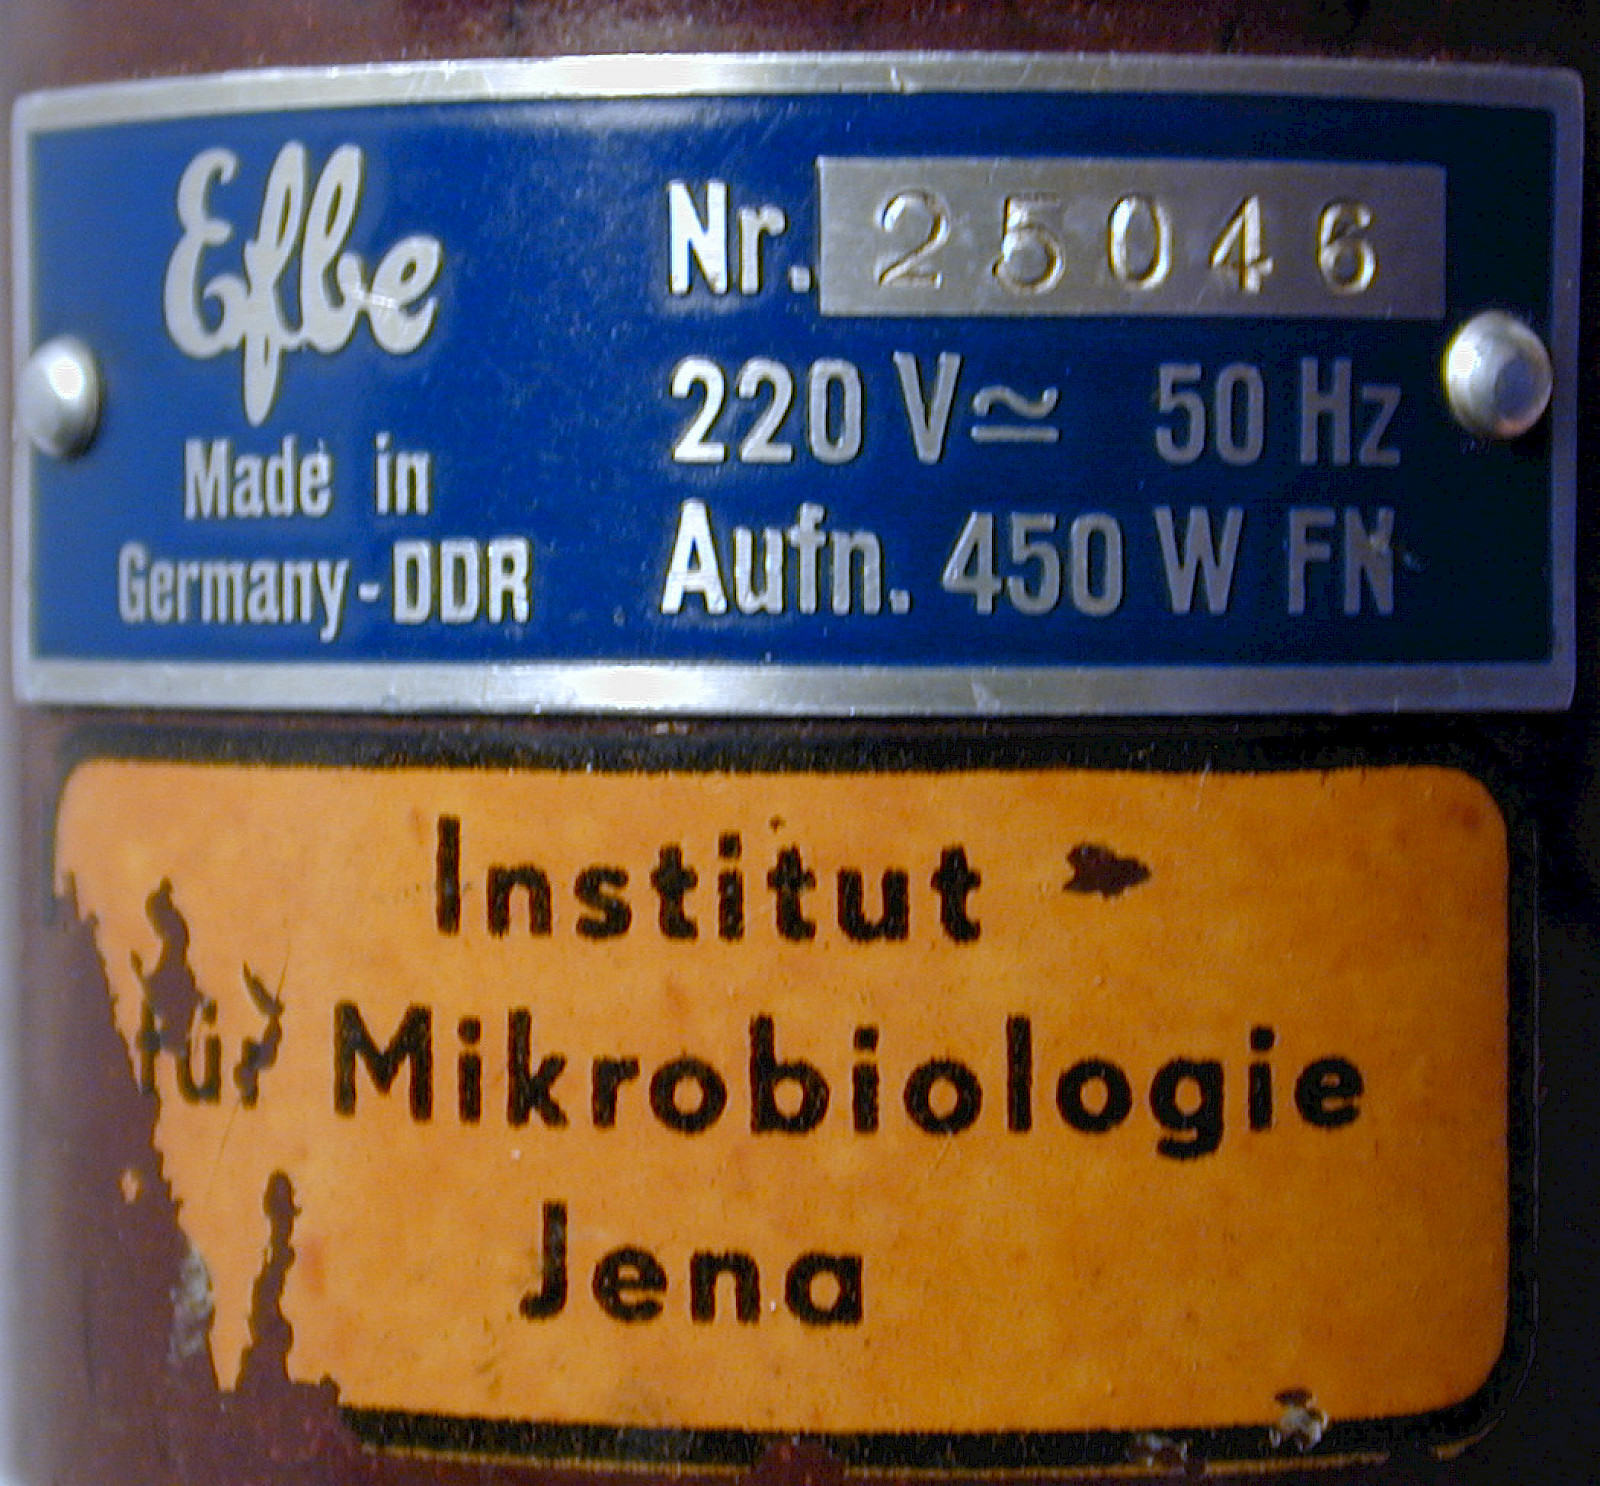 Efbe
Made in
Germany-DDR
Nr. 25046
220 V≃ 50 Hz
Aufn. 450 W FN
Institut
für Mikrobiologie
Jena